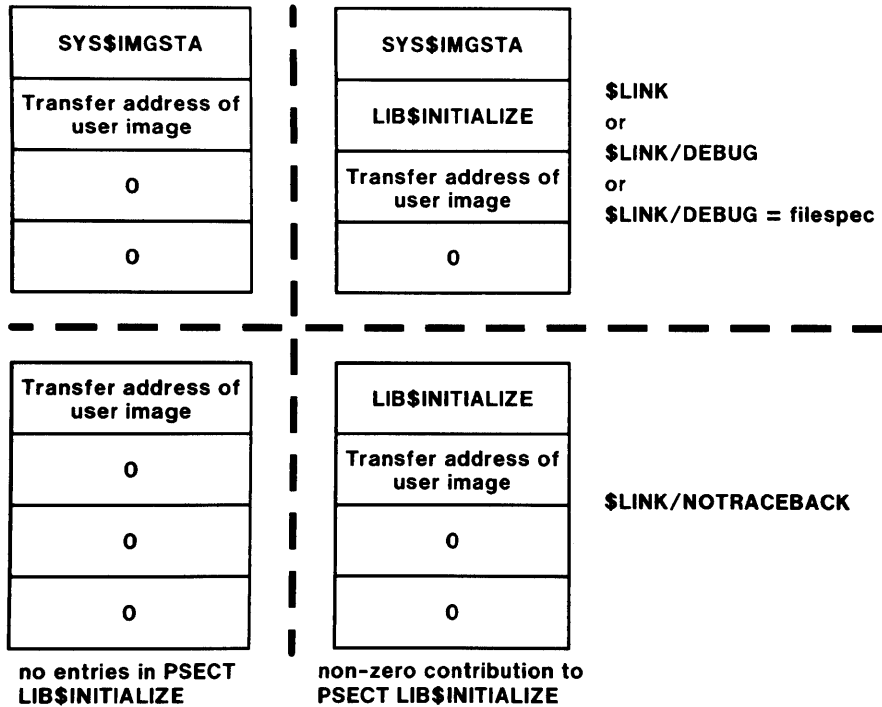 SYS$IMGSTA
Transfer address of
user image
0
0
SYS$IMGSTA
LIB$INITIALIZE
Transfer address of
user image
0
$LINK
or
$LINK/DEBUG
or
$LINK/DEBUG = filespec
Transfer address of
user image
0
0
0
LIB$INITIALIZE
Transfer address of
user image
0
0
$LINK/NOTRACEBACK
no entries in PSECT
LIB$INITIALIZE
non-zero contribution to
PSECT LIB$INITIALIZE